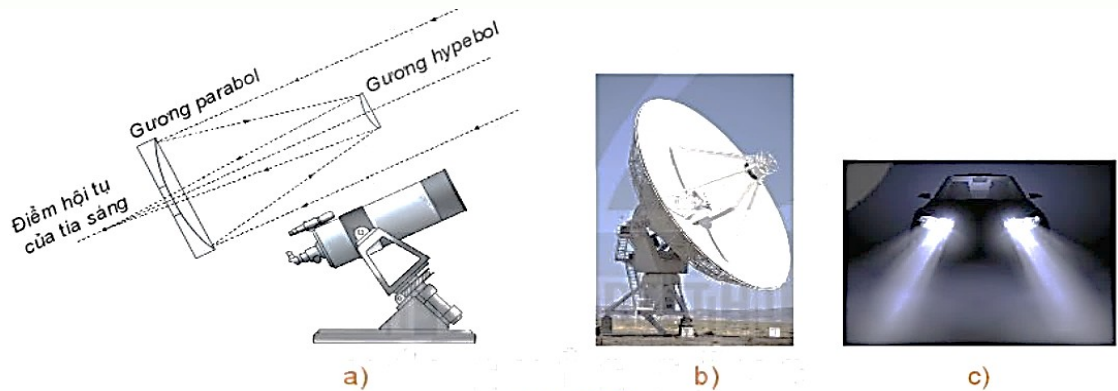 Gương parabol
Gương hypebol
Điểm hội tụ
của tia sáng
a)
b)
c)